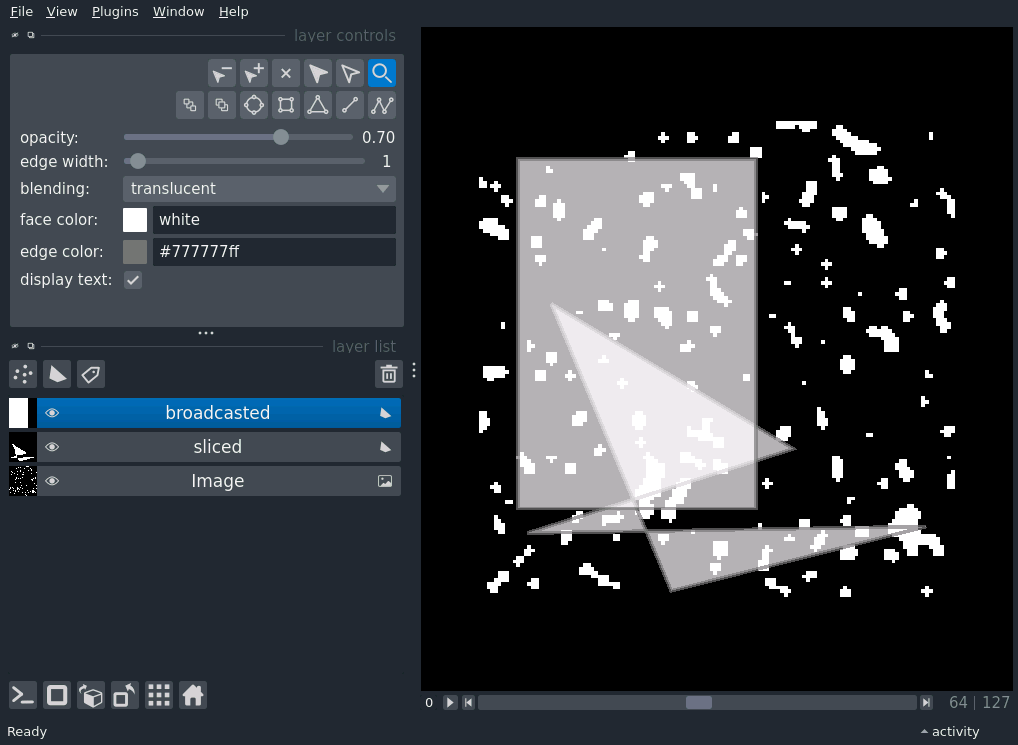 File View Plugins Window Help
layer controls
opacity: 0.70
edge width: 1
blending: translucent
face color: white
edge color: #777777ff
display text:
layer list
broadcasted
sliced
Image
0 64 | 127
Ready activity